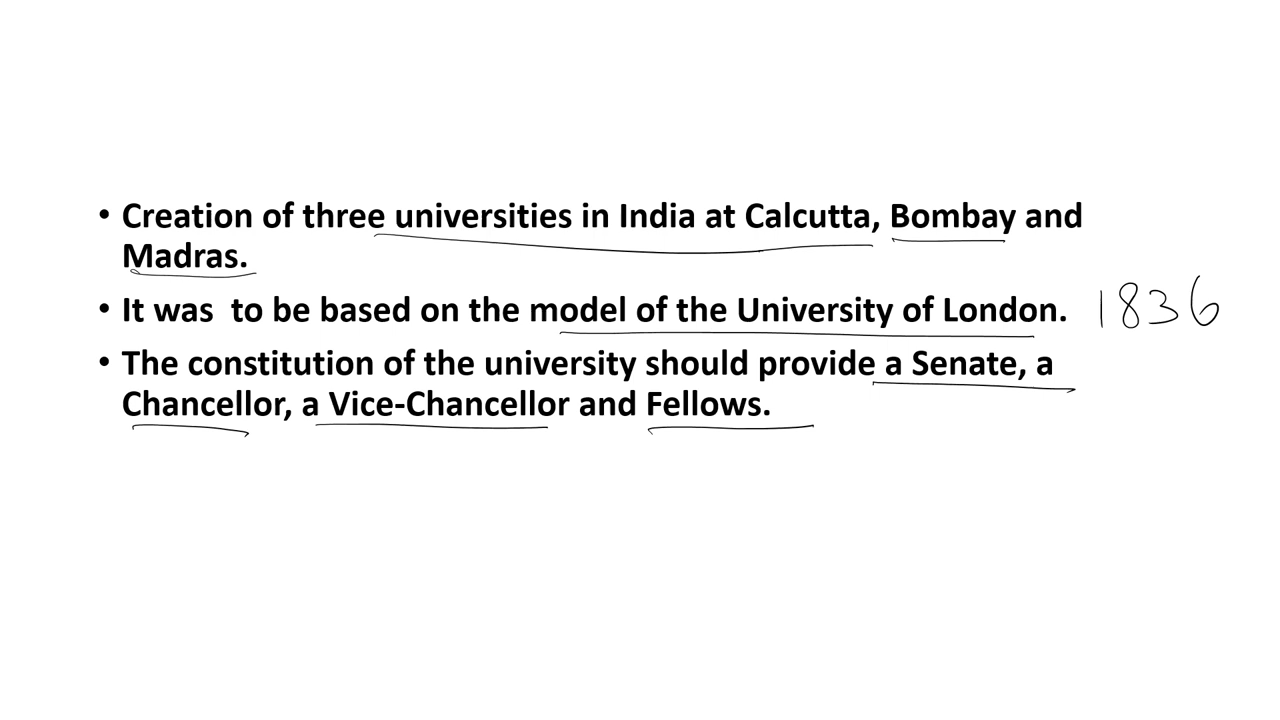 • Creation of three universities in India at Calcutta, Bombay and
Madras.
• It was  to be based on the model of the University of London. 1836
• The constitution of the university should provide a Senate, a
Chancellor, a Vice-Chancellor and Fellows.